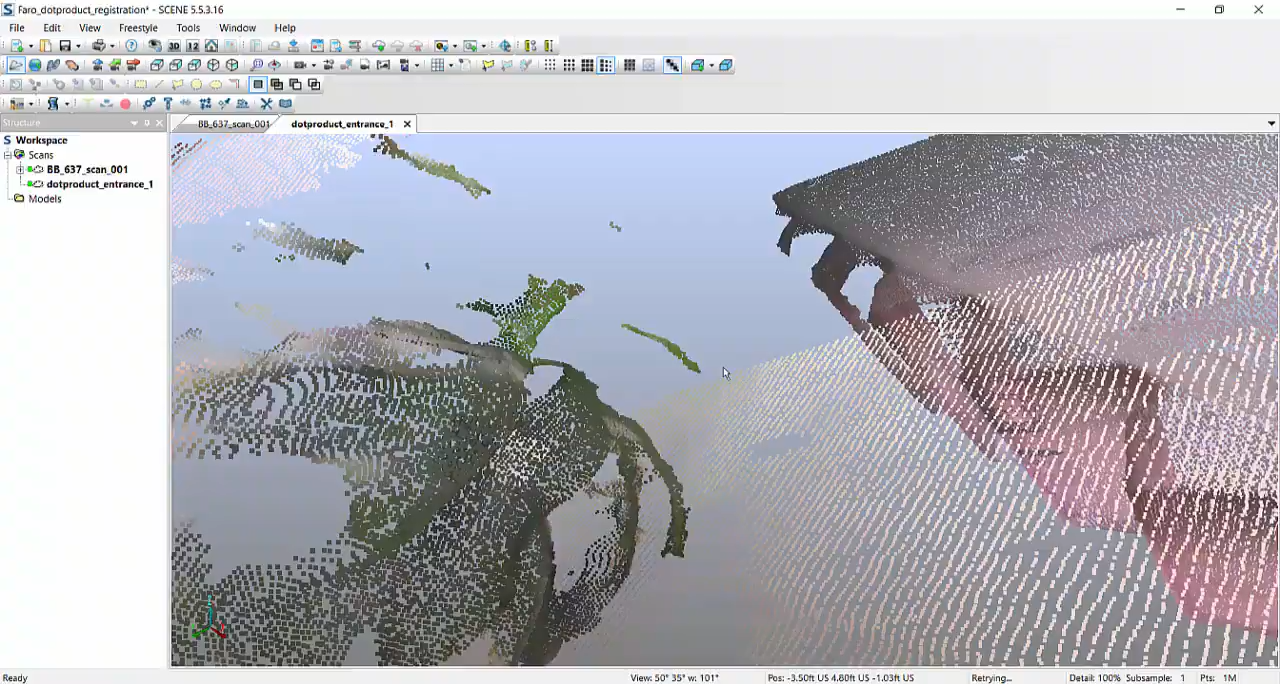 Faro_dotproduct_registration* - SCENE 5.5.3.16
File Edit View Freestyle Tools Window Help
Structure
BB_637_scan_001 dotproduct_entrance_1
Workspace
Scans
BB_637_scan_001
dotproduct_entrance_1
Models
Ready View: 50° 35° w: 101° Pos: -3.50ft US 4.80ft US -1.03ft US Retrying... Detail: 100% Subsample: 1 Pts: 1M